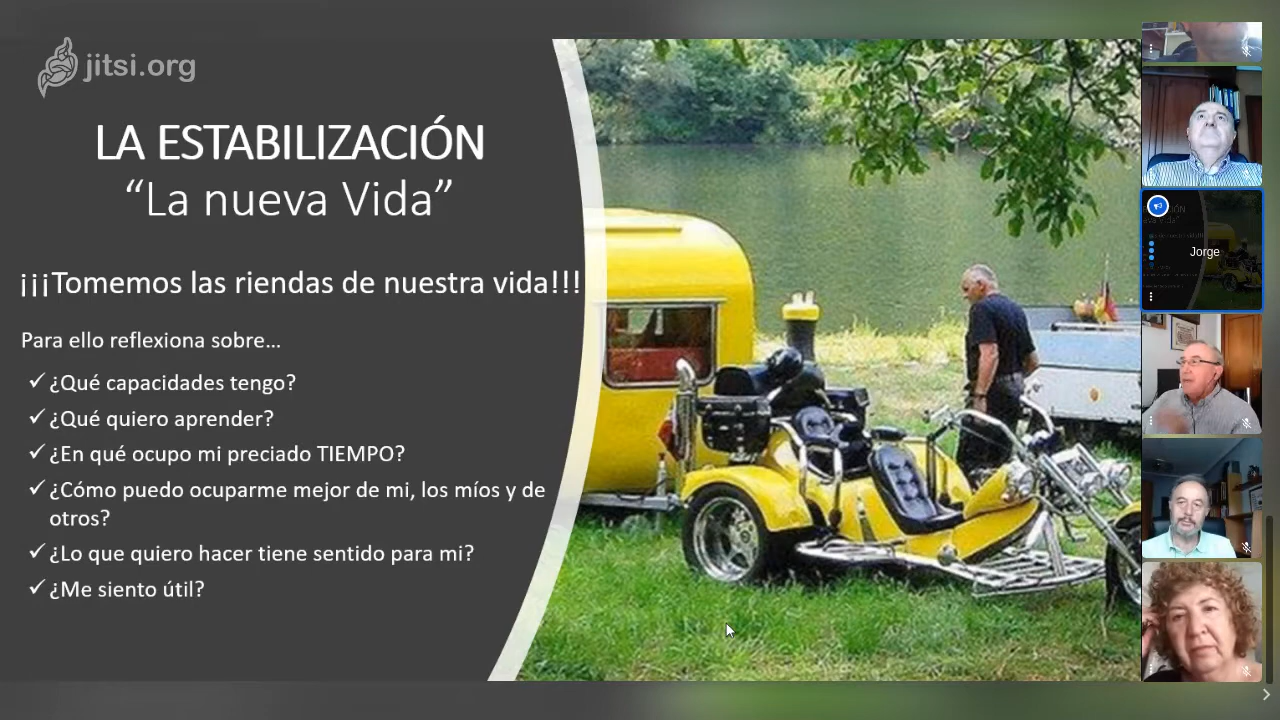 jitsi.org
LA ESTABILIZACIÓN
“La nueva Vida”
¡¡¡Tomemos las riendas de nuestra vida!!!
Para ello reflexiona sobre...
✓ ¿Qué capacidades tengo?
✓ ¿Qué quiero aprender?
✓ ¿En qué ocupo mi preciado TIEMPO?
✓ ¿Cómo puedo ocuparme mejor de mi, los míos y de
otros?
✓ ¿Lo que quiero hacer tiene sentido para mi?
✓ ¿Me siento útil?
Jorge